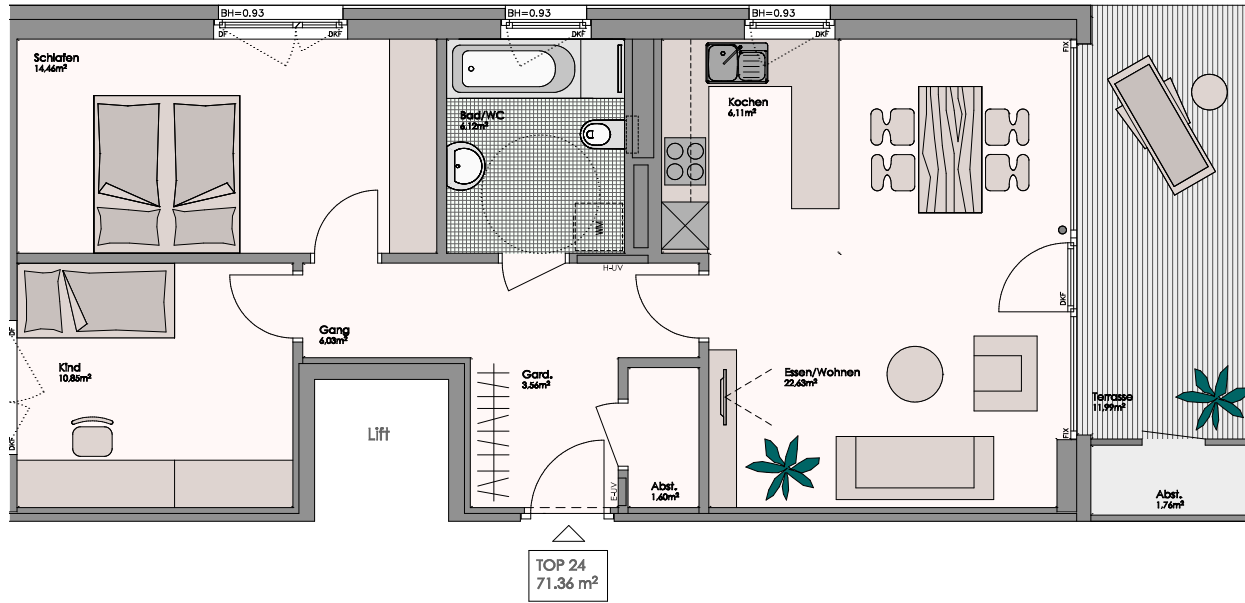 BH=0.93
BH=0.93
BH=0.93
DF
DKF
DKF
DKF
FIX
Schlafen
14,46m²
Bad/WC
6,12m²
Kochen
6,11m²
WM
H-UV
DF
Gang
6,03m²
DKF
Kind
10,85m²
Gard.
3,56m²
Essen/Wohnen
22,63m²
Terrasse
11,99m²
Lift
DKF
FIX
Abst.
1,60m²
E-UV
Abst.
1,76m²
TOP 24
71.36 m²